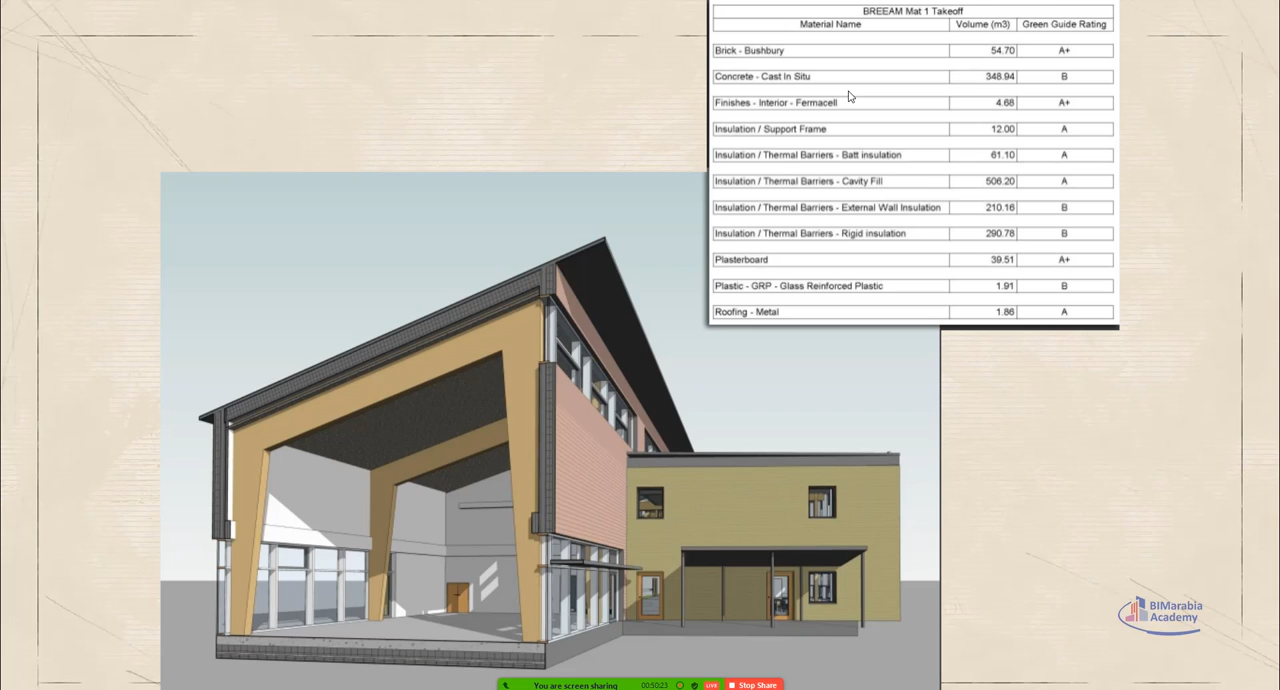 BREEAM Mat 1 Takeoff
Material Name Volume (m3) Green Guide Rating
Brick - Bushbury 54.70 A+
Concrete - Cast In Situ 348.94 B
Finishes - Interior - Fermacell 4.68 A+
Insulation / Support Frame 12.00 A
Insulation / Thermal Barriers - Batt insulation 61.10 A
Insulation / Thermal Barriers - Cavity Fill 506.20 A
Insulation / Thermal Barriers - External Wall Insulation 210.16 B
Insulation / Thermal Barriers - Rigid insulation 290.78 B
Plasterboard 39.51 A+
Plastic - GRP - Glass Reinforced Plastic 1.91 B
Roofing - Metal 1.86 A
BIMarabia
Academy
You are screen sharing 00:50:23 LIVE Stop Share